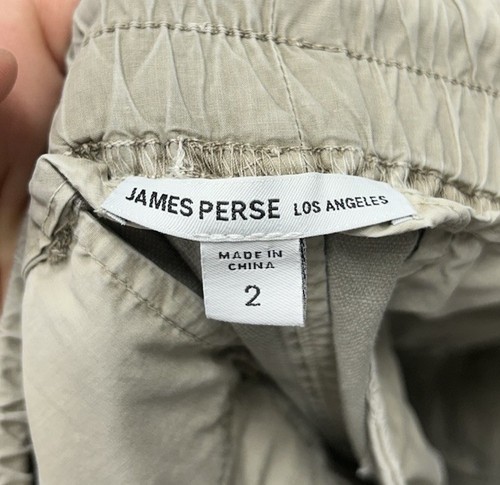 JAMES PERSE LOS ANGELES
MADE IN
CHINA
2